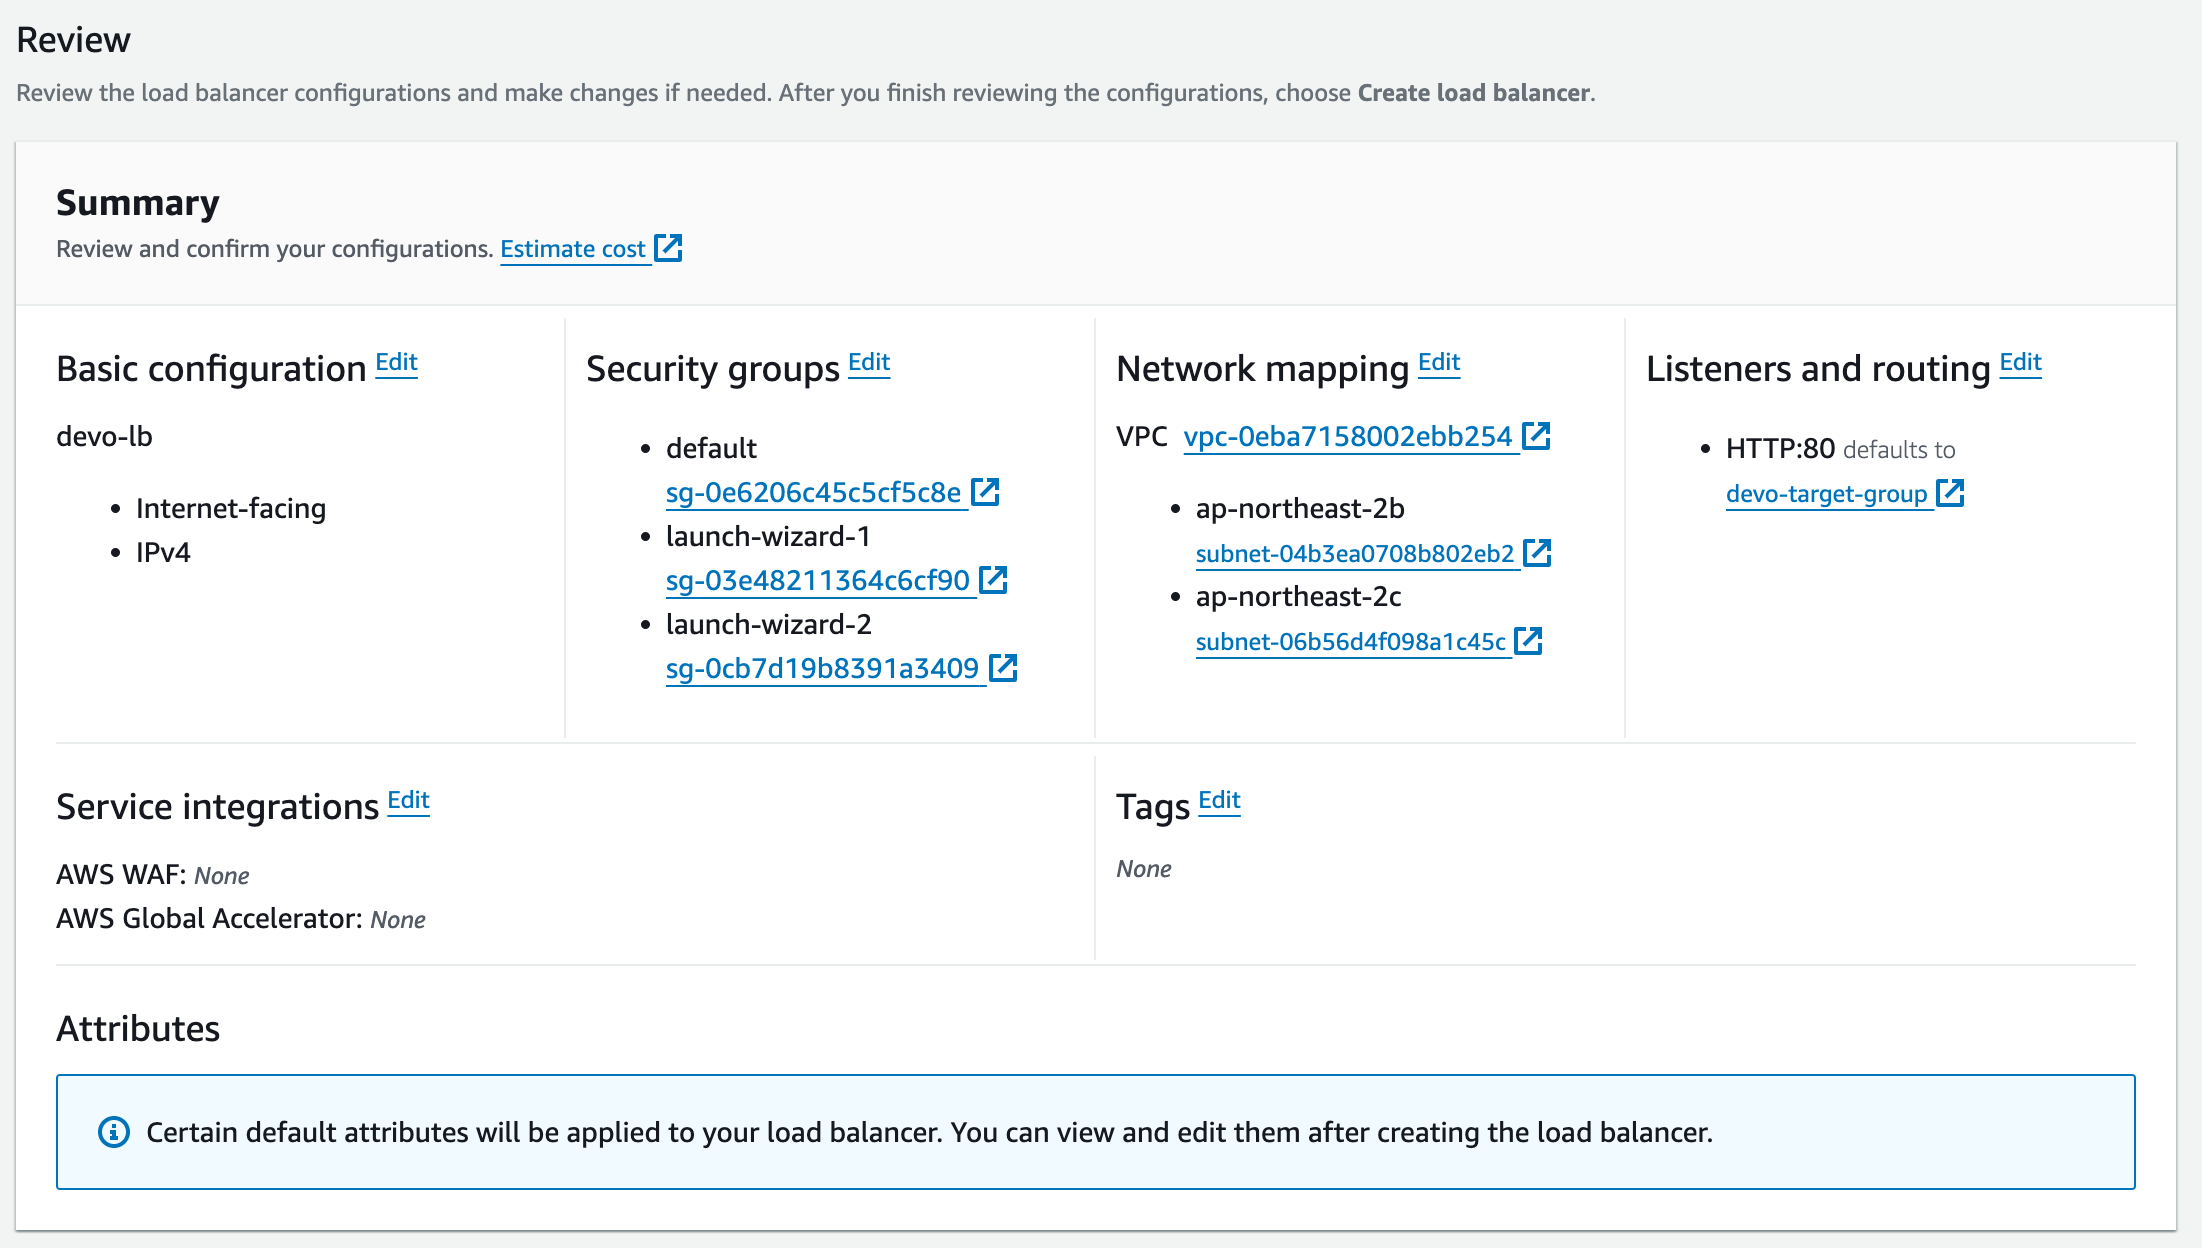 Review
Review the load balancer configurations and make changes if needed. After you finish reviewing the configurations, choose Create load balancer.
Summary
Review and confirm your configurations. Estimate cost
Basic configuration Edit
devo-lb
Internet-facing
IPv4
Security groups Edit
default
sg-0e6206c45c5cf5c8e
launch-wizard-1
sg-03e48211364c6cf90
launch-wizard-2
sg-0cb7d19b8391a3409
Network mapping Edit
VPC vpc-0eba7158002ebb254
ap-northeast-2b
subnet-04b3ea0708b802eb2
ap-northeast-2c
subnet-06b56d4f098a1c45c
Listeners and routing Edit
HTTP:80 defaults to
devo-target-group
Service integrations Edit
AWS WAF: None
AWS Global Accelerator: None
Tags Edit
None
Attributes
Certain default attributes will be applied to your load balancer. You can view and edit them after creating the load balancer.